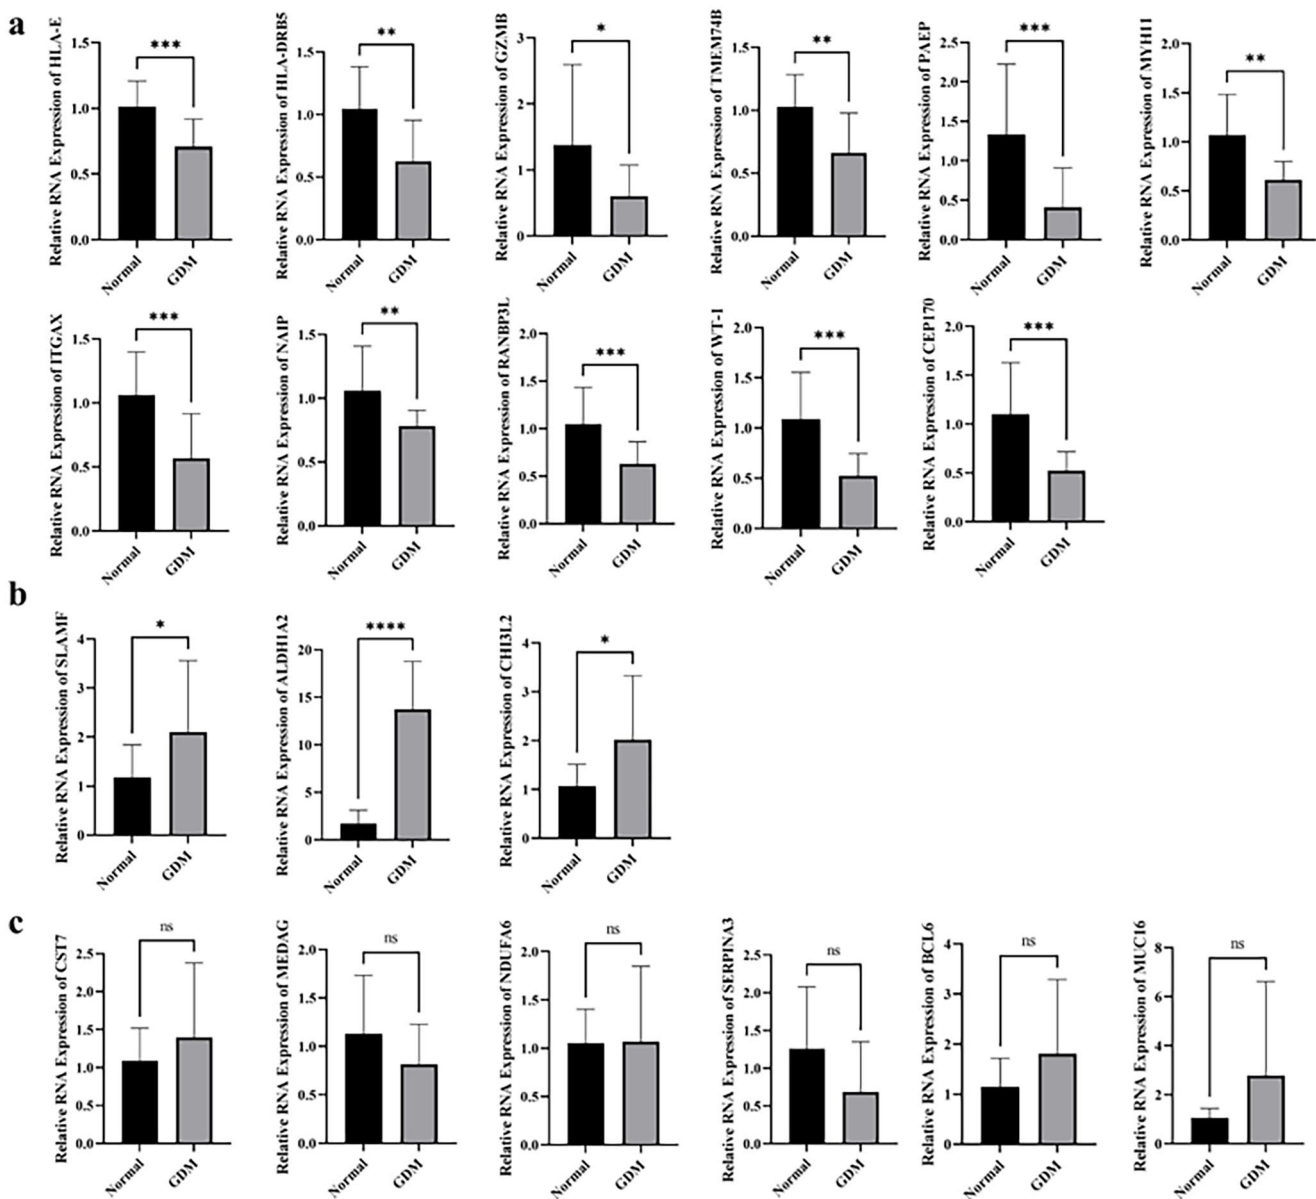 a
Relative RNA Expression of HLA-E
1.5
1.0
0.5
0.0
***
Normal
GDM
Relative RNA Expression of HLA-DRB5
1.5
1.0
0.5
0.0
**
Normal
GDM
Relative RNA Expression of GZMB
3
2
1
0
*
Normal
GDM
Relative RNA Expression of TMEM74B
1.5
1.0
0.5
0.0
**
Normal
GDM
Relative RNA Expression of PAEP
2.5
2.0
1.5
1.0
0.5
0.0
***
Normal
GDM
Relative RNA Expression of MYH11
2.0
1.5
1.0
0.5
0.0
**
Normal
GDM
Relative RNA Expression of ITGAX
1.5
1.0
0.5
0.0
***
Normal
GDM
Relative RNA Expression of NAIP
1.5
1.0
0.5
0.0
**
Normal
GDM
Relative RNA Expression of RANBP3L
2.0
1.5
1.0
0.5
0.0
***
Normal
GDM
Relative RNA Expression of WT-1
2.0
1.5
1.0
0.5
0.0
***
Normal
GDM
Relative RNA Expression of CEP170
2.0
1.5
1.0
0.5
0.0
***
Normal
GDM
b
Relative RNA Expression of SLAMF
4
3
2
1
0
*
Normal
GDM
Relative RNA Expression of ALDH1A2
20
15
10
5
0
****
Normal
GDM
Relative RNA Expression of CHI3L2
4
3
2
1
0
*
Normal
GDM
c
Relative RNA Expression of CST7
2.5
2.0
1.5
1.0
0.5
0.0
ns
Normal
GDM
Relative RNA Expression of MEDAG
2.0
1.5
1.0
0.5
0.0
ns
Normal
GDM
Relative RNA Expression of NDUFA6
2.0
1.5
1.0
0.5
0.0
ns
Normal
GDM
Relative RNA Expression of SERPINA3
2.5
2.0
1.5
1.0
0.5
0.0
ns
Normal
GDM
Relative RNA Expression of BCL6
4
3
2
1
0
ns
Normal
GDM
Relative RNA Expression of MUC16
8
6
4
2
0
ns
Normal
GDM